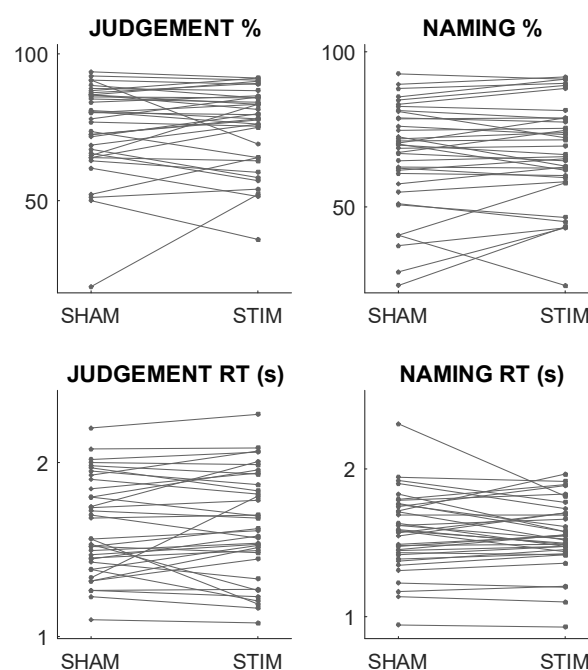 JUDGEMENT %
100
50
SHAM STIM
NAMING %
100
50
SHAM STIM
JUDGEMENT RT (s)
2
1
SHAM STIM
NAMING RT (s)
2
1
SHAM STIM